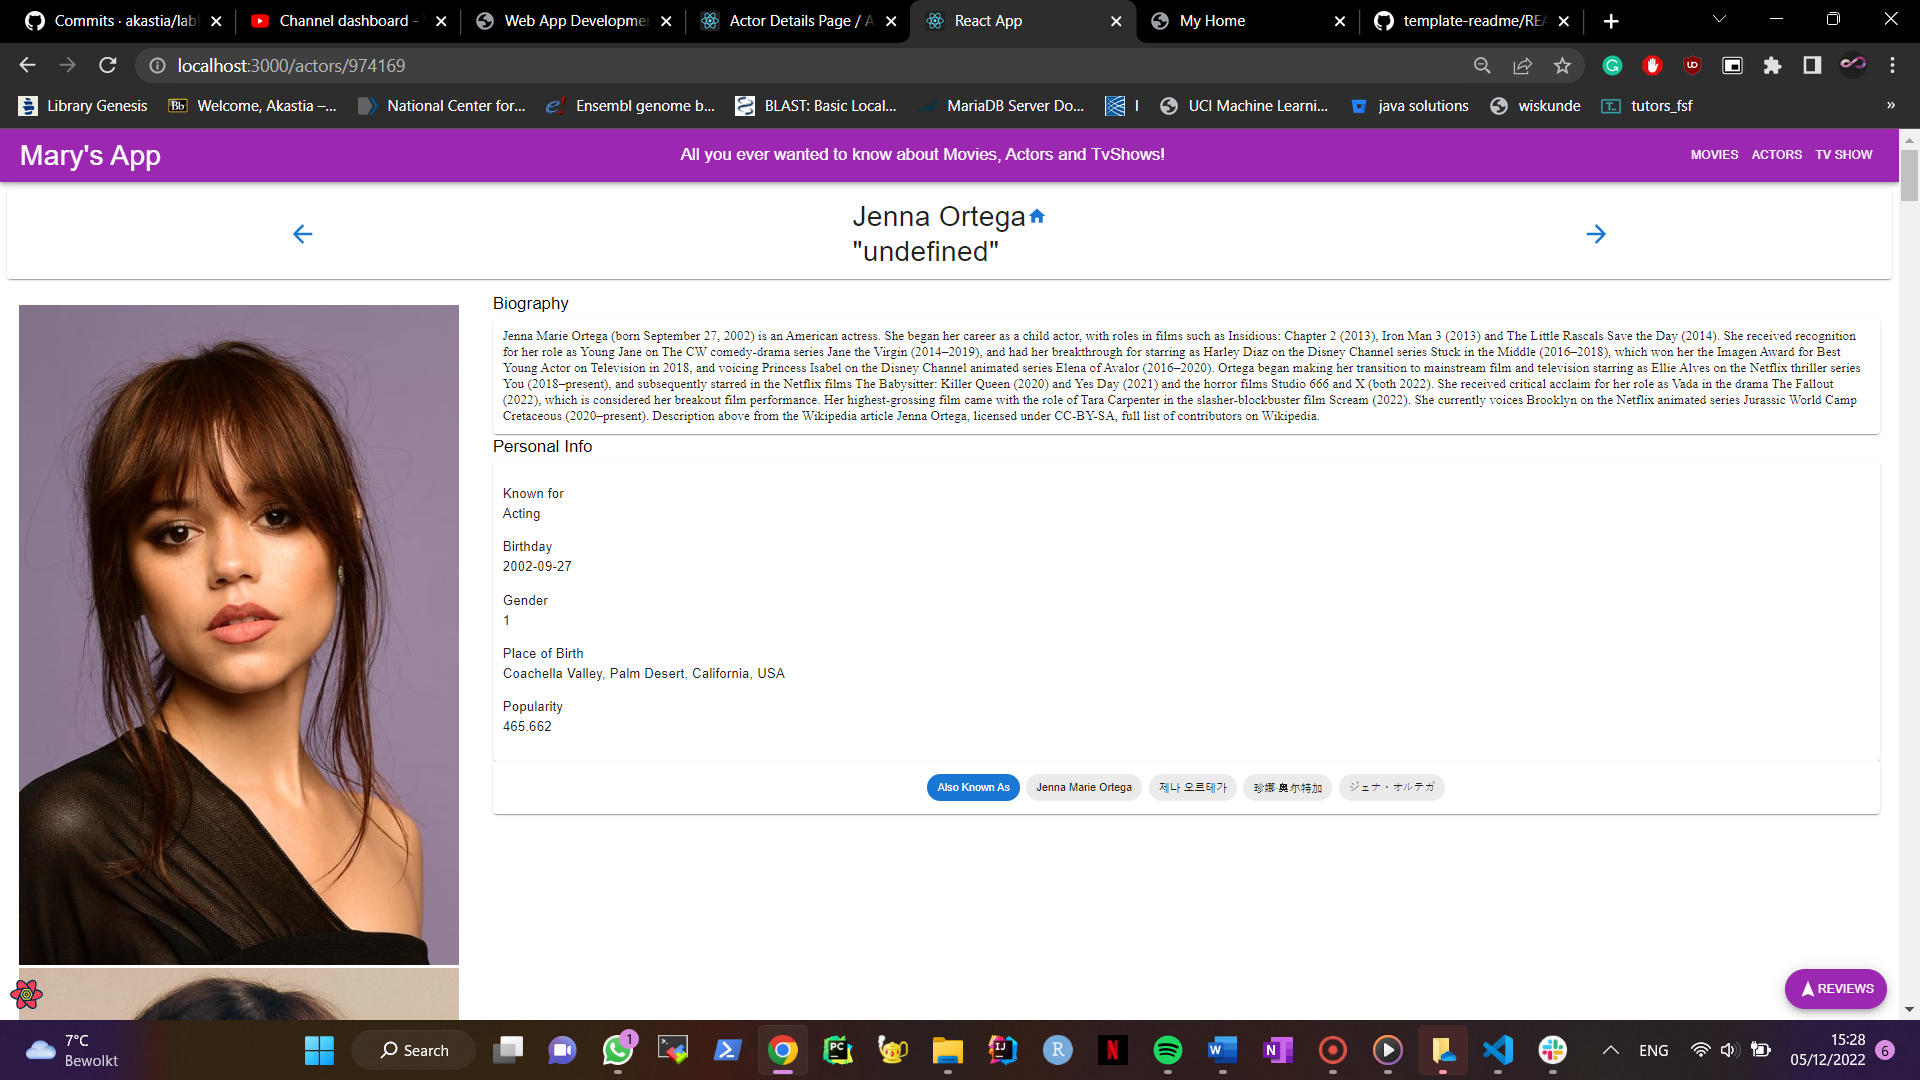 Commits · akastia/labl
Channel dashboard - Y
Web App Developme
Actor Details Page / A
React App
My Home
template-readme/REA
localhost:3000/actors/974169
Library Genesis
Bb Welcome, Akastia –...
National Center for...
Ensembl genome b...
BLAST: Basic Local...
MariaDB Server Do...
I
UCI Machine Learni...
java solutions
wiskunde
tutors_fsf
»
Mary's App
All you ever wanted to know about Movies, Actors and TvShows!
MOVIES ACTORS TV SHOW
Jenna Ortega
"undefined"
Biography
Jenna Marie Ortega (born September 27, 2002) is an American actress. She began her career as a child actor, with roles in films such as Insidious: Chapter 2 (2013), Iron Man 3 (2013) and The Little Rascals Save the Day (2014). She received recognition
for her role as Young Jane on The CW comedy-drama series Jane the Virgin (2014–2019), and had her breakthrough for starring as Harley Diaz on the Disney Channel series Stuck in the Middle (2016–2018), which won her the Imagen Award for Best
Young Actor on Television in 2018, and voicing Princess Isabel on the Disney Channel animated series Elena of Avalor (2016–2020). Ortega began making her transition to mainstream film and television starring as Ellie Alves on the Netflix thriller series
You (2018–present), and subsequently starred in the Netflix films The Babysitter: Killer Queen (2020) and Yes Day (2021) and the horror films Studio 666 and X (both 2022). She received critical acclaim for her role as Vada in the drama The Fallout
(2022), which is considered her breakout film performance. Her highest-grossing film came with the role of Tara Carpenter in the slasher-blockbuster film Scream (2022). She currently voices Brooklyn on the Netflix animated series Jurassic World Camp
Cretaceous (2020–present). Description above from the Wikipedia article Jenna Ortega, licensed under CC-BY-SA, full list of contributors on Wikipedia.
Personal Info
Known for
Acting
Birthday
2002-09-27
Gender
1
Place of Birth
Coachella Valley, Palm Desert, California, USA
Popularity
465.662
Also Known As
Jenna Marie Ortega
제나 오르테가
珍娜·奥尔特加
ジェナ・オルテガ
REVIEWS
7°C
Bewolkt
Search
1
ENG
15:28
05/12/2022
6